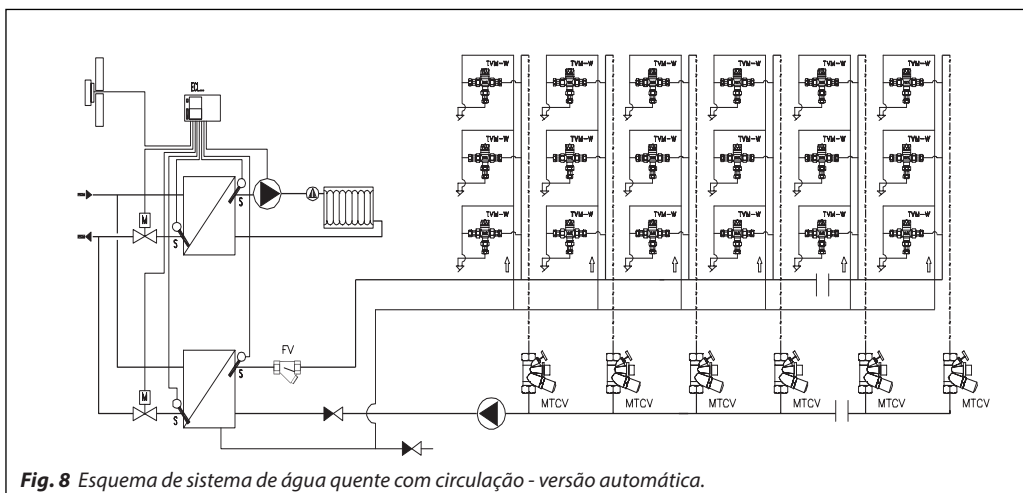 ECL...
TVM-W TVM-W TVM-W TVM-W TVM-W TVM-W
TVM-W TVM-W TVM-W TVM-W TVM-W TVM-W
M S
S
TVM-W TVM-W TVM-W TVM-W TVM-W TVM-W
FV
S
M
S
MTCV MTCV MTCV MTCV MTCV MTCV
Fig. 8 Esquema de sistema de água quente com circulação - versão automática.